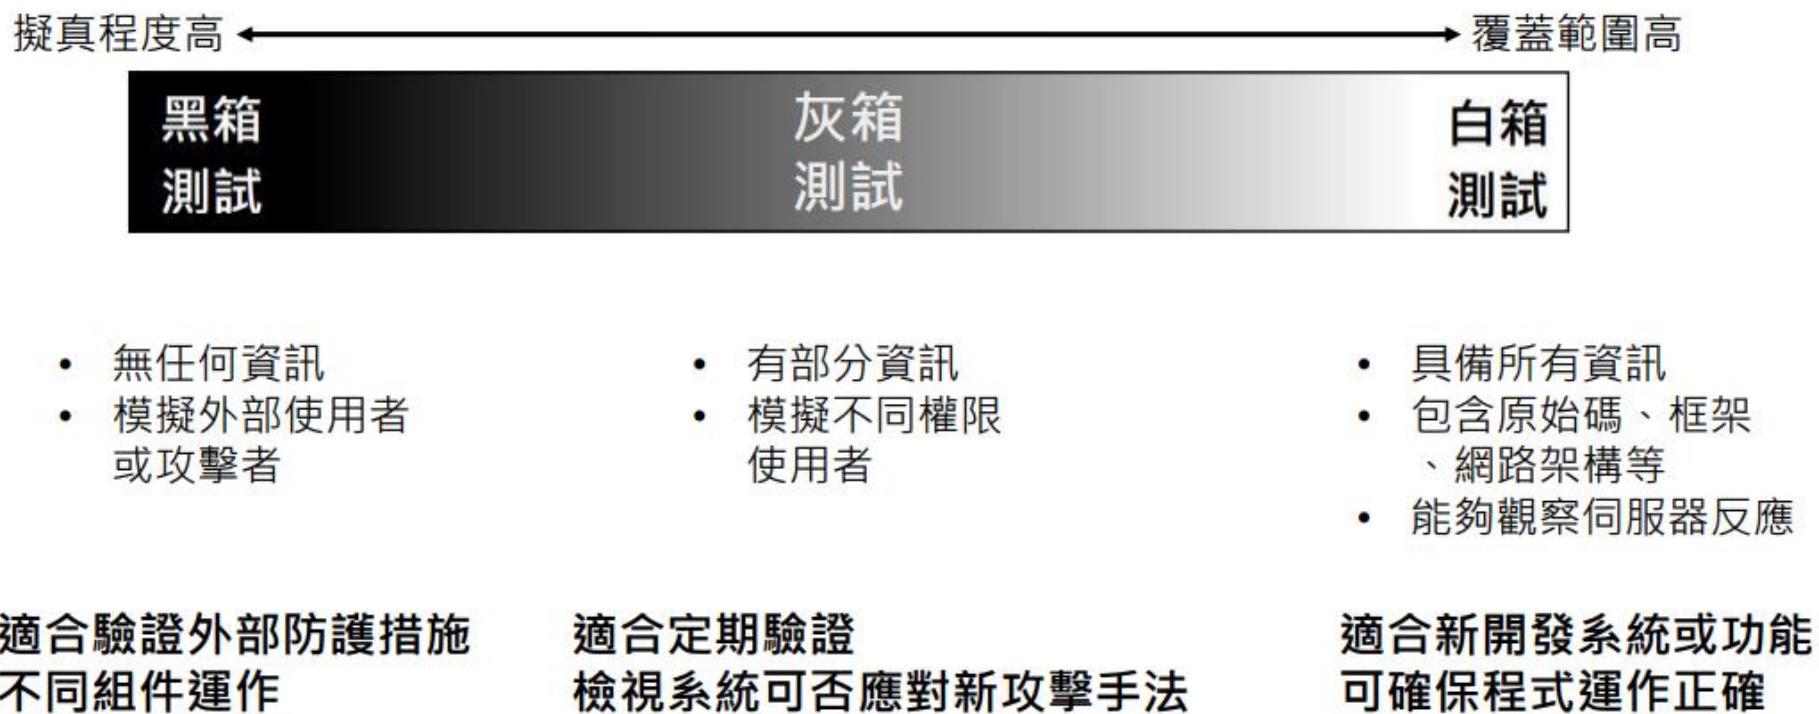 擬真程度高
覆蓋範圍高
黑箱
測試
灰箱
測試
白箱
測試
• 無任何資訊
• 模擬外部使用者
或攻擊者
• 有部分資訊
• 模擬不同權限
使用者
• 具備所有資訊
• 包含原始碼、框架
、網路架構等
• 能夠觀察伺服器反應
適合驗證外部防護措施
不同組件運作
適合定期驗證
檢視系統可否應對新攻擊手法
適合新開發系統或功能
可確保程式運作正確